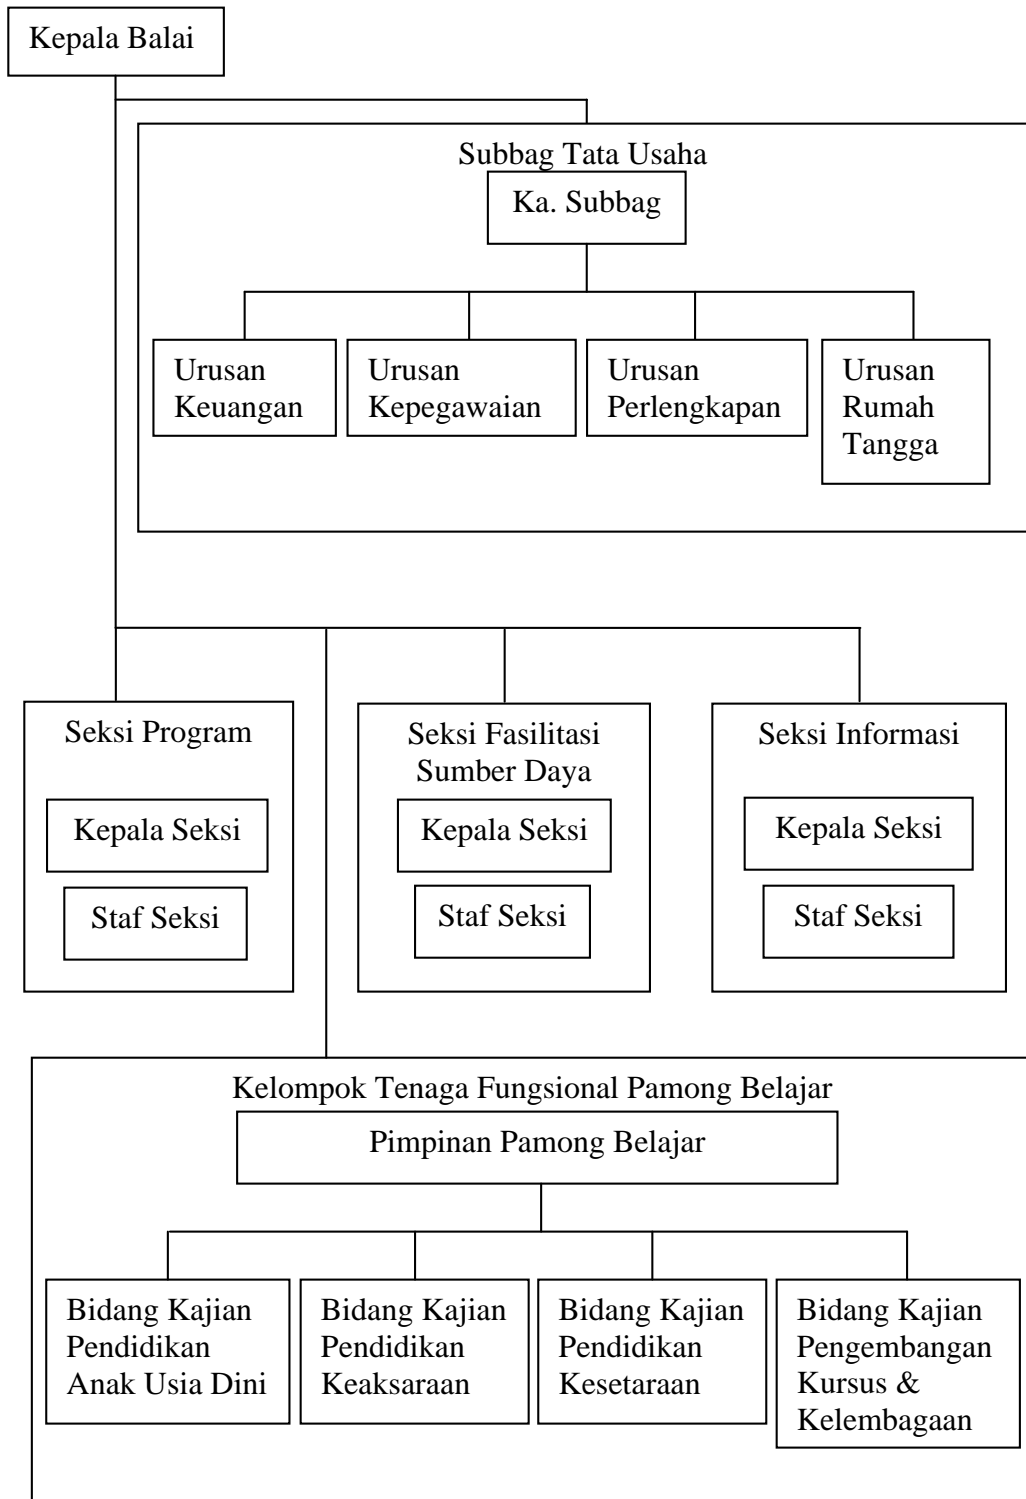 Kepala Balai
Subbag Tata Usaha
Ka. Subbag
Urusan
Keuangan
Urusan
Kepegawaian
Urusan
Perlengkapan
Urusan
Rumah
Tangga
Seksi Program
Kepala Seksi
Staf Seksi
Seksi Fasilitasi
Sumber Daya
Kepala Seksi
Staf Seksi
Seksi Informasi
Kepala Seksi
Staf Seksi
Kelompok Tenaga Fungsional Pamong Belajar
Pimpinan Pamong Belajar
Bidang Kajian
Pendidikan
Anak Usia Dini
Bidang Kajian
Pendidikan
Keaksaraan
Bidang Kajian
Pendidikan
Kesetaraan
Bidang Kajian
Pengembangan
Kursus &
Kelembagaan